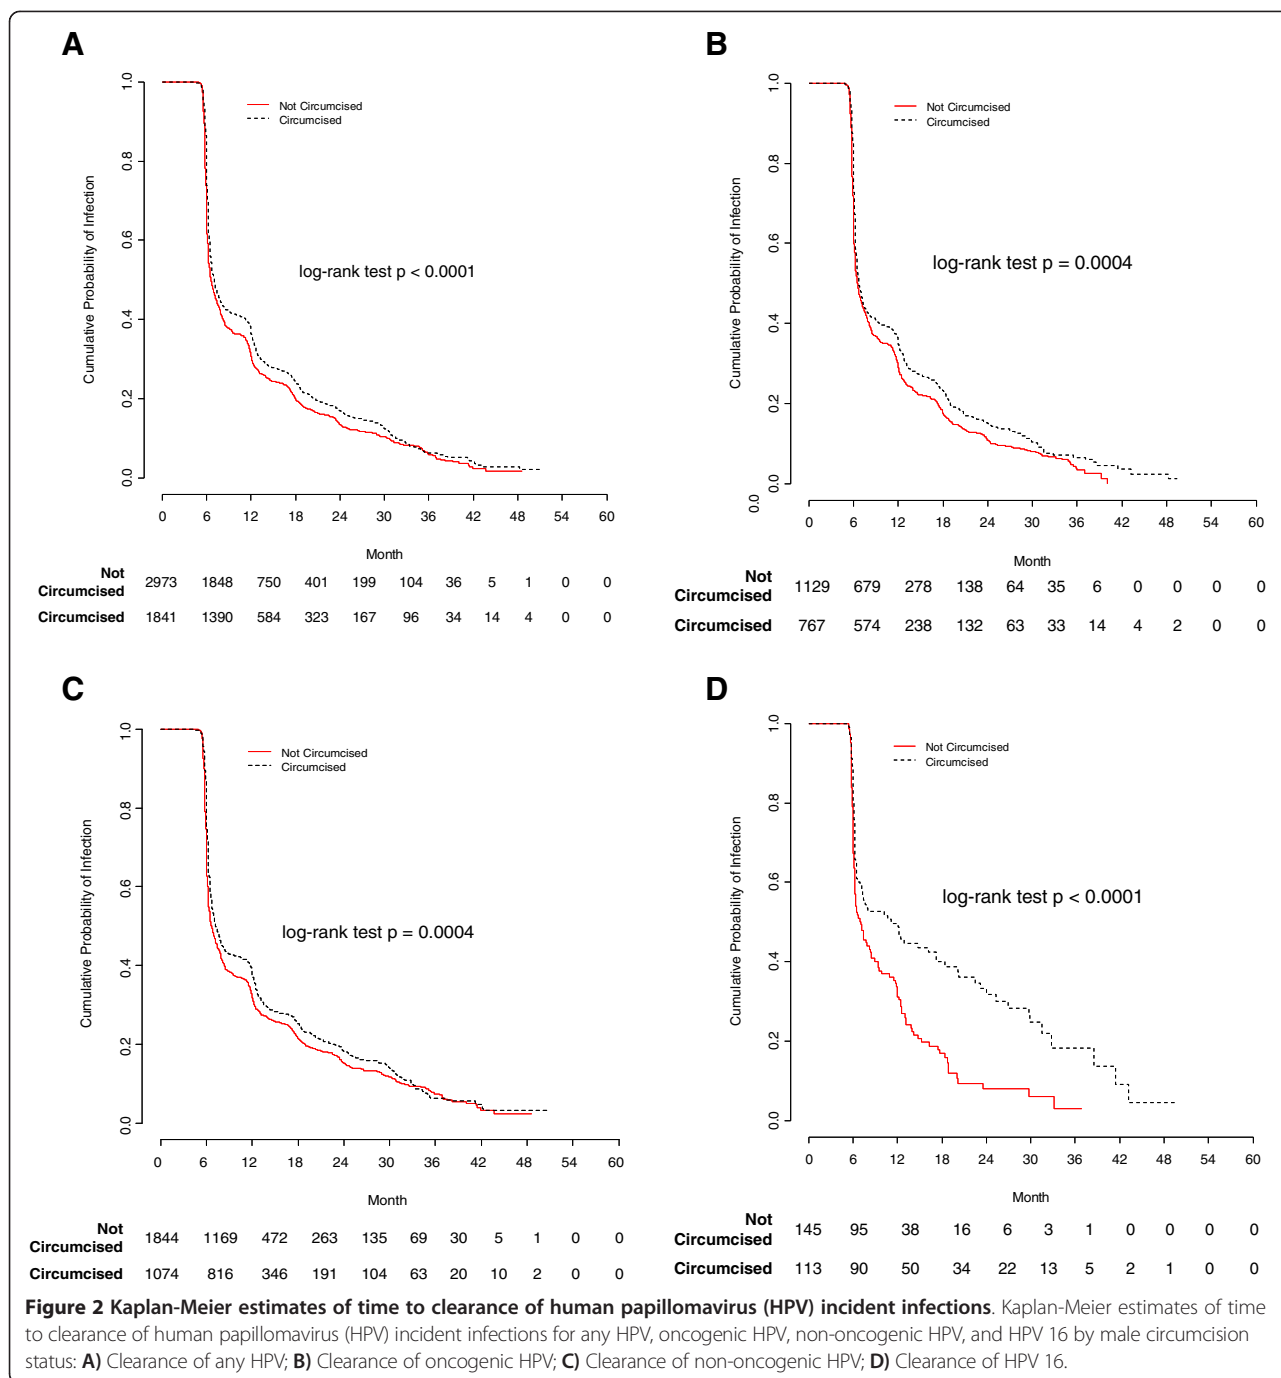 A
1.0
0.8
0.6
0.4
0.2
0.0
Cumulative Probability of Infection
Not Circumcised
Circumcised
log-rank test p < 0.0001
0 6 12 18 24 30 36 42 48 54 60
Month
Not
Circumcised 2973 1848 750 401 199 104 36 5 1 0 0
Circumcised 1841 1390 584 323 167 96 34 14 4 0 0
B
1.0
0.8
0.6
0.4
0.2
0.0
0.0
Cumulative Probability of Infection
Not Circumcised
Circumcised
log-rank test p = 0.0004
0 6 12 18 24 30 36 42 48 54 60
Month
Not
Circumcised 1129 679 278 138 64 35 6 0 0 0 0
Circumcised 767 574 238 132 63 33 14 4 2 0 0
C
1.0
0.8
0.6
0.4
0.2
0.0
Cumulative Probability of Infection
Not Circumcised
Circumcised
log-rank test p = 0.0004
0 6 12 18 24 30 36 42 48 54 60
Month
Not
Circumcised 1844 1169 472 263 135 69 30 5 1 0 0
Circumcised 1074 816 346 191 104 63 20 10 2 0 0
D
1.0
0.8
0.6
0.4
0.2
0.0
Cumulative Probability of Infection
Not Circumcised
Circumcised
log-rank test p < 0.0001
0 6 12 18 24 30 36 42 48 54 60
Month
Not
Circumcised 145 95 38 16 6 3 1 0 0 0 0
Circumcised 113 90 50 34 22 13 5 2 1 0 0
Figure 2 Kaplan-Meier estimates of time to clearance of human papillomavirus (HPV) incident infections. Kaplan-Meier estimates of time
to clearance of human papillomavirus (HPV) incident infections for any HPV, oncogenic HPV, non-oncogenic HPV, and HPV 16 by male circumcision
status: A) Clearance of any HPV; B) Clearance of oncogenic HPV; C) Clearance of non-oncogenic HPV; D) Clearance of HPV 16.